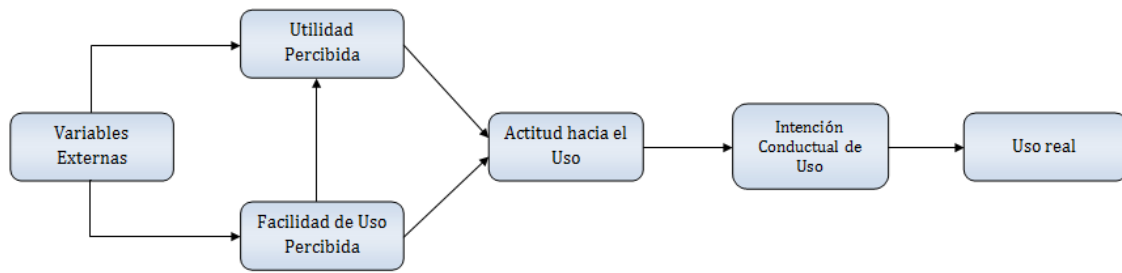 Utilidad
Percibida
Variables
Externas
Facilidad de Uso
Percibida
Actitud hacia el
Uso
Intención
Conductual de
Uso
Uso real